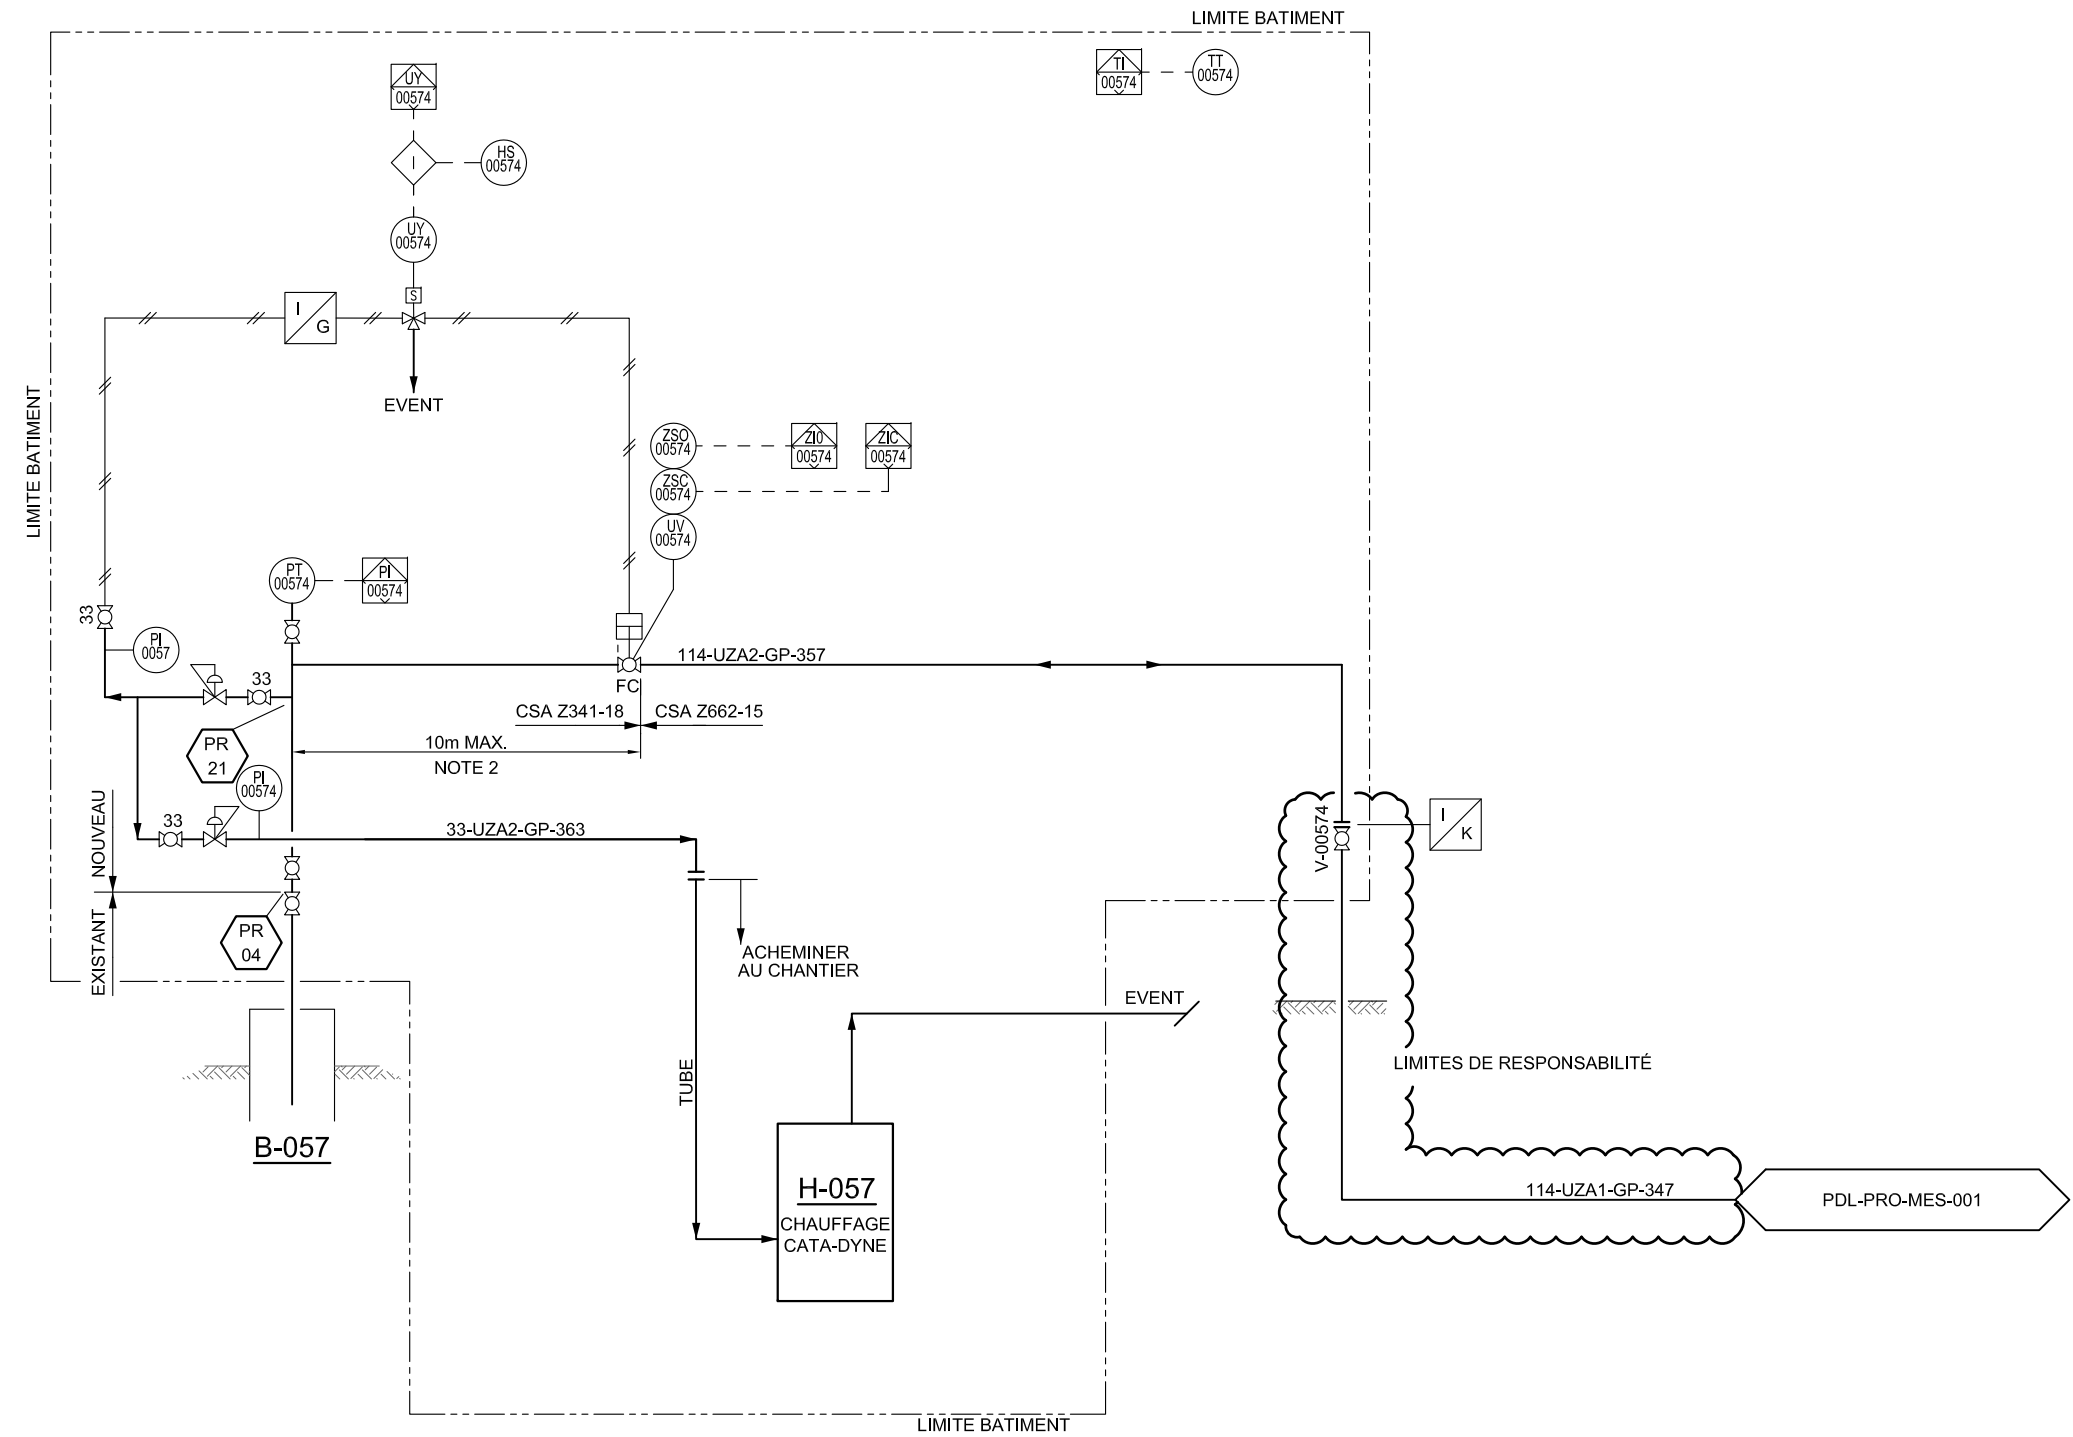 LIMITE BATIMENT
UY
00574
TI
00574
TT
00574
I
HS
00574
UY
00574
S
I
G
EVENT
LIMITE BATIMENT
ZSO
00574
ZI0
00574
ZIC
00574
ZSC
00574
UV
00574
PT
00574
PI
00574
33
PI
0057
33
114-UZA2-GP-357
FC
CSA Z341-18
CSA Z662-15
10m MAX.
NOTE 2
PR
21
PI
00574
NOUVEAU
33
33-UZA2-GP-363
V-00574
I
K
EXISTANT
PR
04
ACHEMINER
AU CHANTIER
EVENT
LIMITES DE RESPONSABILITÉ
TUBE
B-057
H-057
CHAUFFAGE
CATA-DYNE
114-UZA1-GP-347
PDL-PRO-MES-001
LIMITE BATIMENT